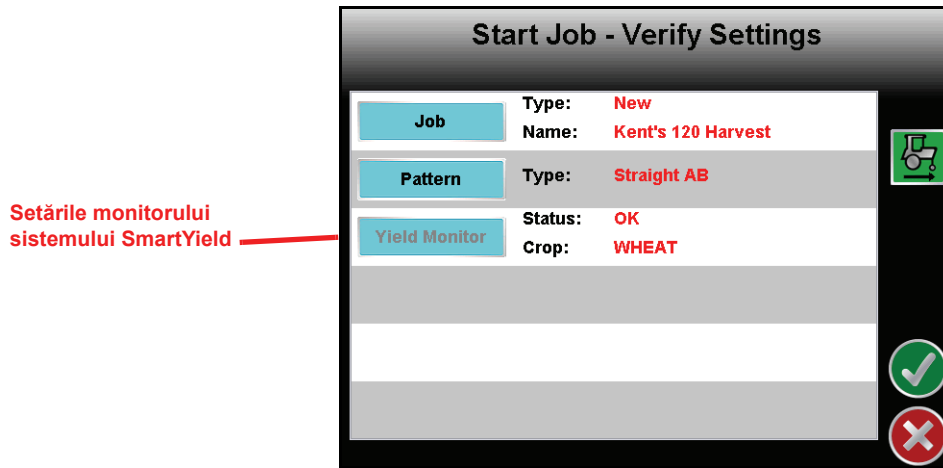 Start Job - Verify Settings
Job
Type: New
Name: Kent's 120 Harvest
Pattern
Type: Straight AB
Setările monitorului
sistemului SmartYield
Yield Monitor
Status: OK
Crop: WHEAT